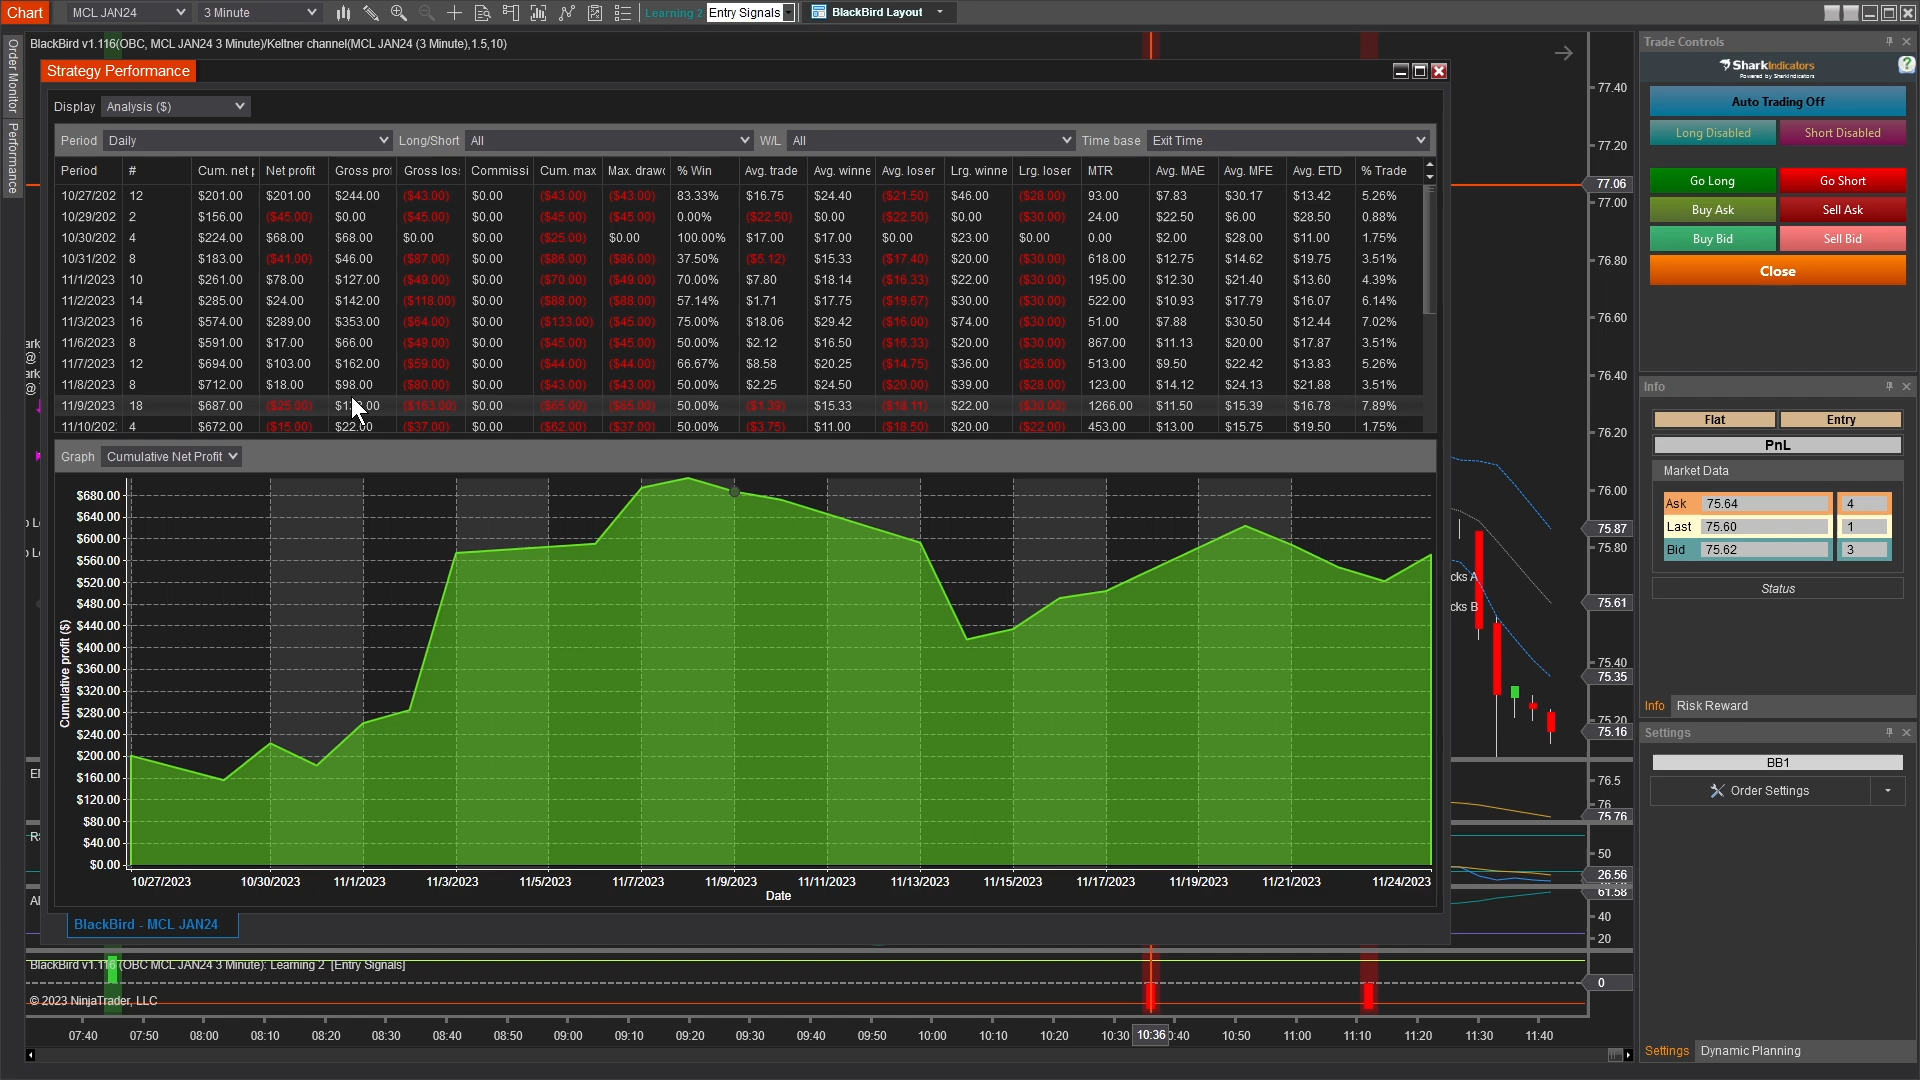 Chart MCL JAN24 3 Minute Learning 2 Entry Signals BlackBird Layout
BlackBird v1.116(OBC, MCL JAN24 3 Minute)/Keltner channel(MCL JAN24 (3 Minute),1.5,10)
Order Monitor
Performance
Strategy Performance
Display Analysis ($)
Period Daily Long/Short All W/L All Time base Exit Time
Period # Cum. net p Net profit Gross prof Gross loss Commissi Cum. max Max. drawd % Win Avg. trade Avg. winne Avg. loser Lrg. winne Lrg. loser MTR Avg. MAE Avg. MFE Avg. ETD % Trade
10/27/202 12 $201.00 $201.00 $244.00 ($43.00) $0.00 ($43.00) ($43.00) 83.33% $16.75 $24.40 ($21.50) $46.00 ($28.00) 93.00 $7.83 $30.17 $13.42 5.26%
10/29/202 2 $156.00 ($45.00) $0.00 ($45.00) $0.00 ($45.00) ($45.00) 0.00% ($22.50) $0.00 ($22.50) $0.00 ($30.00) 24.00 $22.50 $6.00 $28.50 0.88%
10/30/202 4 $224.00 $68.00 $68.00 $0.00 $0.00 ($25.00) $0.00 100.00% $17.00 $17.00 $0.00 $23.00 $0.00 0.00 $2.00 $28.00 $11.00 1.75%
10/31/202 8 $183.00 ($41.00) $46.00 ($87.00) $0.00 ($86.00) ($86.00) 37.50% ($5.12) $15.33 ($17.40) $20.00 ($30.00) 618.00 $12.75 $14.62 $19.75 3.51%
11/1/2023 10 $261.00 $78.00 $127.00 ($49.00) $0.00 ($70.00) ($49.00) 70.00% $7.80 $18.14 ($16.33) $22.00 ($30.00) 195.00 $12.30 $21.40 $13.60 4.39%
11/2/2023 14 $285.00 $24.00 $142.00 ($118.00) $0.00 ($88.00) ($88.00) 57.14% $1.71 $17.75 ($19.67) $30.00 ($30.00) 522.00 $10.93 $17.79 $16.07 6.14%
11/3/2023 16 $574.00 $289.00 $353.00 ($64.00) $0.00 ($133.00) ($45.00) 75.00% $18.06 $29.42 ($16.00) $74.00 ($30.00) 51.00 $7.88 $30.50 $12.44 7.02%
11/6/2023 8 $591.00 $17.00 $66.00 ($49.00) $0.00 ($45.00) ($45.00) 50.00% $2.12 $16.50 ($16.33) $20.00 ($30.00) 867.00 $11.13 $20.00 $17.87 3.51%
11/7/2023 12 $694.00 $103.00 $162.00 ($59.00) $0.00 ($44.00) ($44.00) 66.67% $8.58 $20.25 ($14.75) $36.00 ($26.00) 513.00 $9.50 $22.42 $13.83 5.26%
11/8/2023 8 $712.00 $18.00 $98.00 ($80.00) $0.00 ($43.00) ($43.00) 50.00% $2.25 $24.50 ($20.00) $39.00 ($28.00) 123.00 $14.12 $24.13 $21.88 3.51%
11/9/2023 18 $687.00 ($25.00) ($163.00) $0.00 ($65.00) ($65.00) 50.00% ($1.39) $15.33 ($18.11) $22.00 ($30.00) 1266.00 $11.50 $15.39 $16.78 7.89%
11/10/202 4 $672.00 ($15.00) $22.00 ($37.00) $0.00 ($62.00) ($37.00) 50.00% ($3.75) $11.00 ($18.50) $20.00 ($22.00) 453.00 $13.00 $15.75 $19.50 1.75%
Graph Cumulative Net Profit
Cumulative profit ($)
$680.00
$640.00
$600.00
$560.00
$520.00
$480.00
$440.00
$400.00
$360.00
$320.00
$280.00
$240.00
$200.00
$160.00
$120.00
$80.00
$40.00
$0.00
10/27/2023 10/30/2023 11/1/2023 11/3/2023 11/5/2023 11/7/2023 11/9/2023 11/11/2023 11/13/2023 11/15/2023 11/17/2023 11/19/2023 11/21/2023 11/24/2023
Date
BlackBird - MCL JAN24
cks A
cks B
BlackBird v1.116 (OBC MCL JAN24 3 Minute): Learning 2 [Entry Signals]
© 2023 NinjaTrader, LLC
07:40 07:50 08:00 08:10 08:20 08:30 08:40 08:50 09:00 09:10 09:20 09:30 09:40 09:50 10:00 10:10 10:20 10:30 10:36 0:40 10:50 11:00 11:10 11:20 11:30 11:40
77.40
77.20
77.06
77.00
76.80
76.60
76.40
76.20
76.00
75.87
75.80
75.61
75.40
75.35
75.20
75.16
76.5
76
75.76
50
26.56
61.58
40
20
0
Trade Controls
SharkIndicators
Powered by SharkIndicators
Auto Trading Off
Long Disabled Short Disabled
Go Long Go Short
Buy Ask Sell Ask
Buy Bid Sell Bid
Close
Info
Flat Entry
PnL
Market Data
Ask 75.64 4
Last 75.60 1
Bid 75.62 3
Status
Info Risk Reward
Settings
BB1
Order Settings
Settings Dynamic Planning